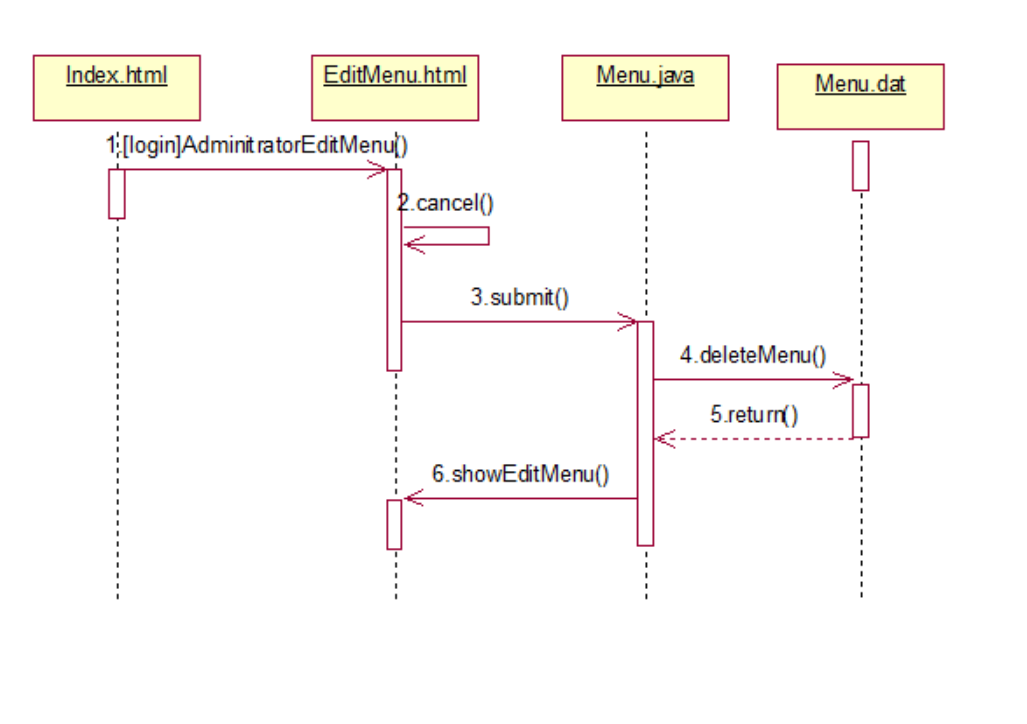 Index.html
EditMenu.html
Menu.java
Menu.dat
1.[login]AdminitratorEditMenu()
2.cancel()
3.submit()
4.deleteMenu()
5.return()
6.showEditMenu()